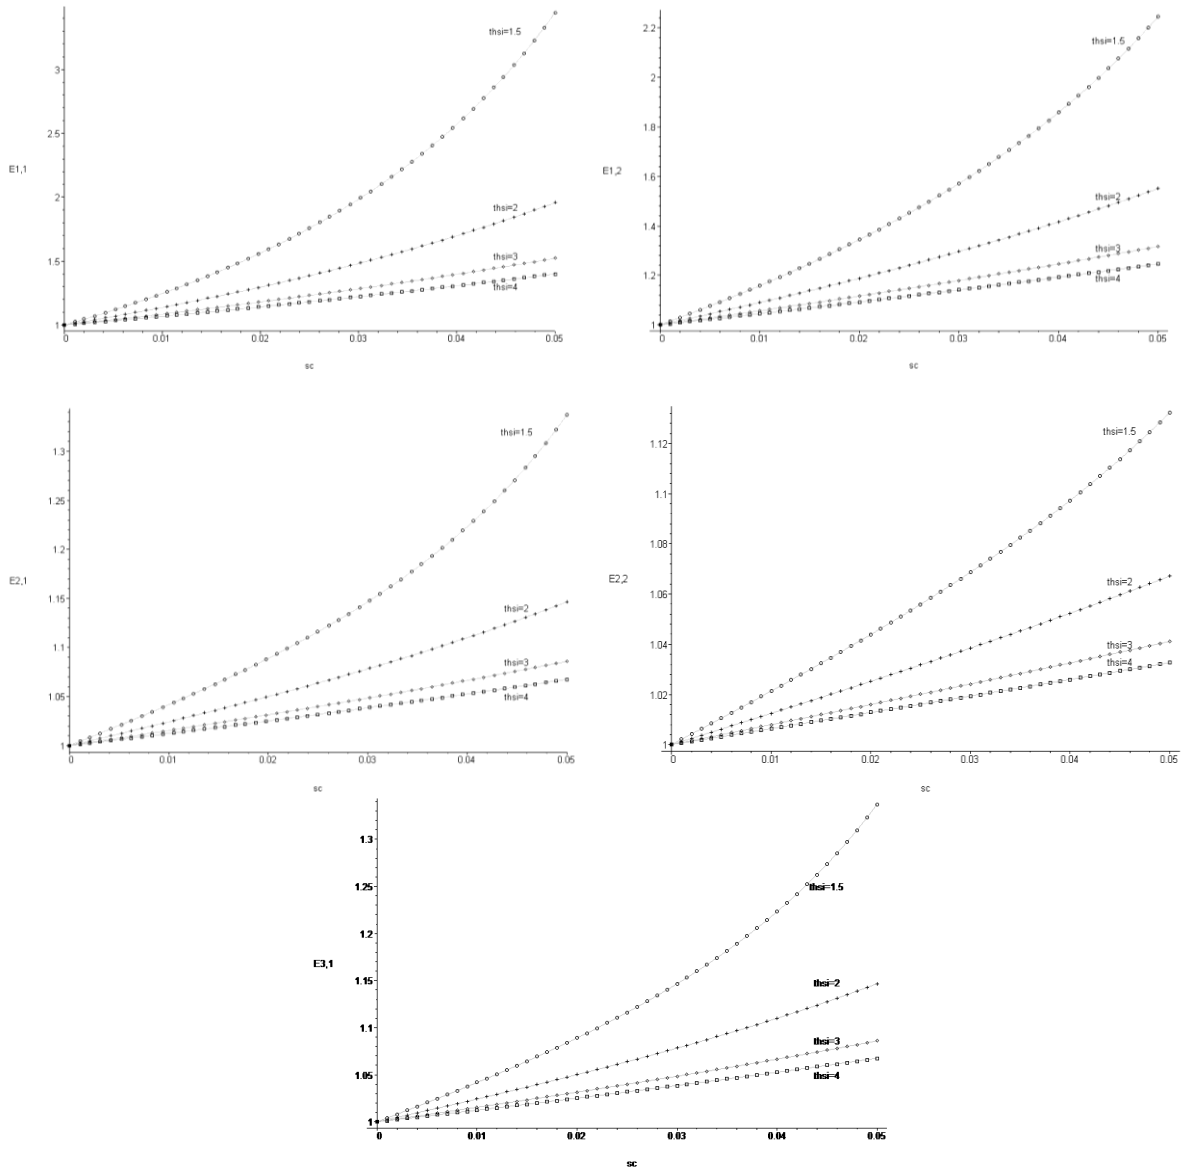 thsi=1.5
3
2.5
E1,1
2
thsi=2
1.5
thsi=3
thsi=4
1
0 0.01 0.02 0.03 0.04 0.05
sc
2.2
thsi=1.5
2
1.8
E1,2
1.6
thsi=2
1.4
thsi=3
1.2
thsi=4
1
0 0.01 0.02 0.03 0.04 0.05
sc
1.3
thsi=1.5
1.25
1.2
E2,1
1.15
thsi=2
1.1
thsi=3
1.05
thsi=4
1
0 0.01 0.02 0.03 0.04 0.05
sc
1.12
thsi=1.5
1.1
1.08
E2,2
1.06
thsi=2
1.04
thsi=3
thsi=4
1.02
1
0 0.01 0.02 0.03 0.04 0.05
sc
1.3
1.25
thsi=1.5
1.2
E3,1
1.15
thsi=2
1.1
thsi=3
1.05
thsi=4
1
0 0.01 0.02 0.03 0.04 0.05
sc